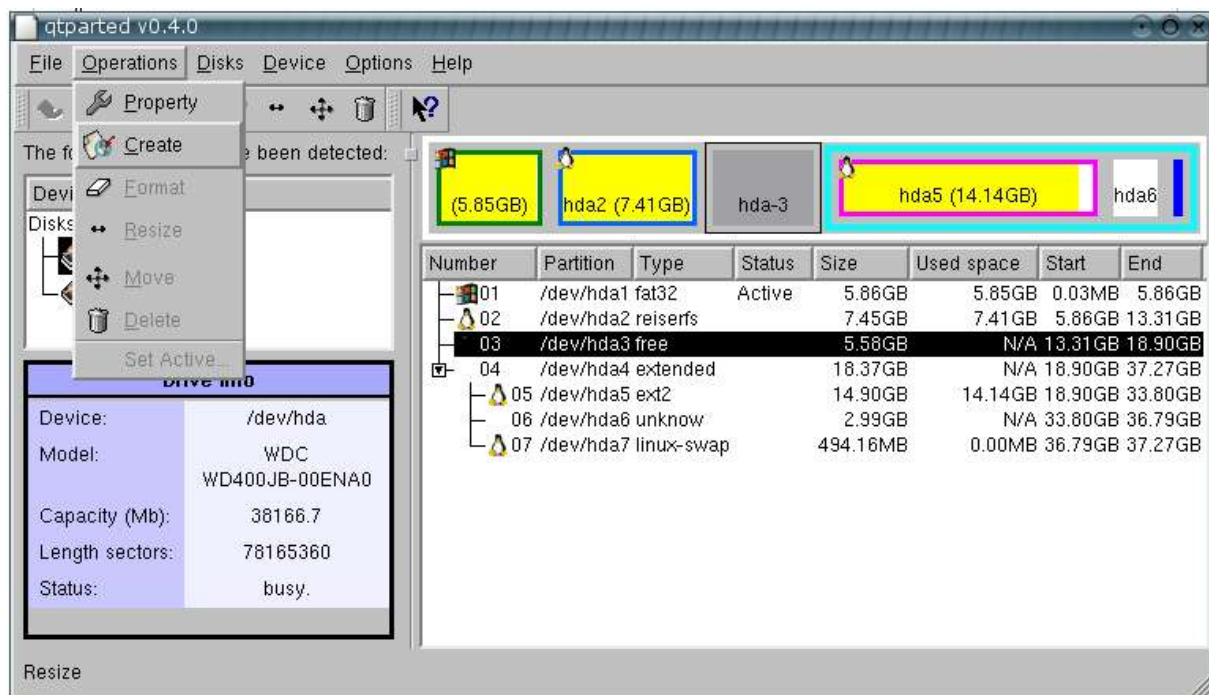 qtparted v0.4.0
File Operations Disks Device Options Help
Property
Create
Format
Resize
Move
Delete
Set Active...
The fo
been detected:
Devi
Disks
(5.85GB)
hda2 (7.41GB)
hda-3
hda5 (14.14GB)
hda6
Number Partition Type Status Size Used space Start End
01 /dev/hda1 fat32 Active 5.86GB 5.85GB 0.03MB 5.86GB
02 /dev/hda2 reiserfs 7.45GB 7.41GB 5.86GB 13.31GB
03 /dev/hda3 free 5.58GB N/A 13.31GB 18.90GB
04 /dev/hda4 extended 18.37GB N/A 18.90GB 37.27GB
05 /dev/hda5 ext2 14.90GB 14.14GB 18.90GB 33.80GB
06 /dev/hda6 unknow 2.99GB N/A 33.80GB 36.79GB
07 /dev/hda7 linux-swap 494.16MB 0.00MB 36.79GB 37.27GB
Drive Info
Device: /dev/hda
Model: WDC
WD400JB-00ENA0
Capacity (Mb): 38166.7
Length sectors: 78165360
Status: busy.
Resize